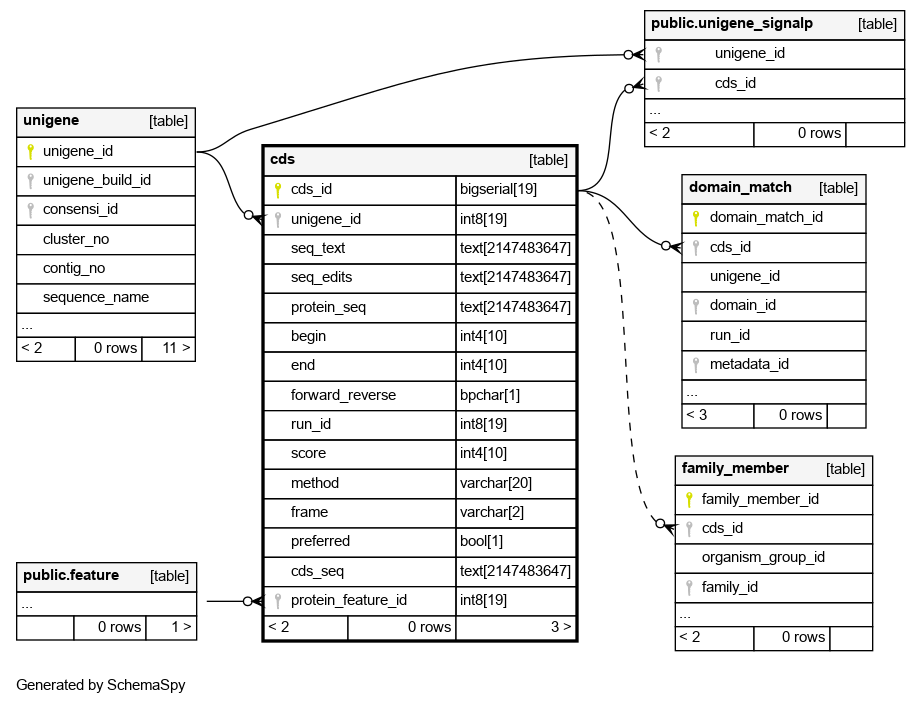 public.unigene_signalp [table]
unigene_id
cds_id
...
< 2 0 rows
unigene [table]
unigene_id
unigene_build_id
consensi_id
cluster_no
contig_no
sequence_name
...
< 2 0 rows 11 >
cds [table]
cds_id bigserial[19]
unigene_id int8[19]
seq_text text[2147483647]
seq_edits text[2147483647]
protein_seq text[2147483647]
begin int4[10]
end int4[10]
forward_reverse bpchar[1]
run_id int8[19]
score int4[10]
method varchar[20]
frame varchar[2]
preferred bool[1]
cds_seq text[2147483647]
protein_feature_id int8[19]
< 2 0 rows 3 >
domain_match [table]
domain_match_id
cds_id
unigene_id
domain_id
run_id
metadata_id
...
< 3 0 rows
family_member [table]
family_member_id
cds_id
organism_group_id
family_id
...
< 2 0 rows
public.feature [table]
...
0 rows 1 >
Generated by SchemaSpy